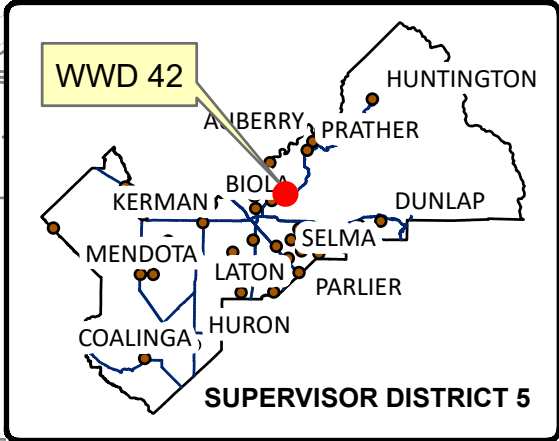 WWD 42
HUNTINGTON
AUBERRY
PRATHER
BIOLA
KERMAN
DUNLAP
SELMA
MENDOTA
LATON
PARLIER
HURON
COALINGA
SUPERVISOR DISTRICT 5